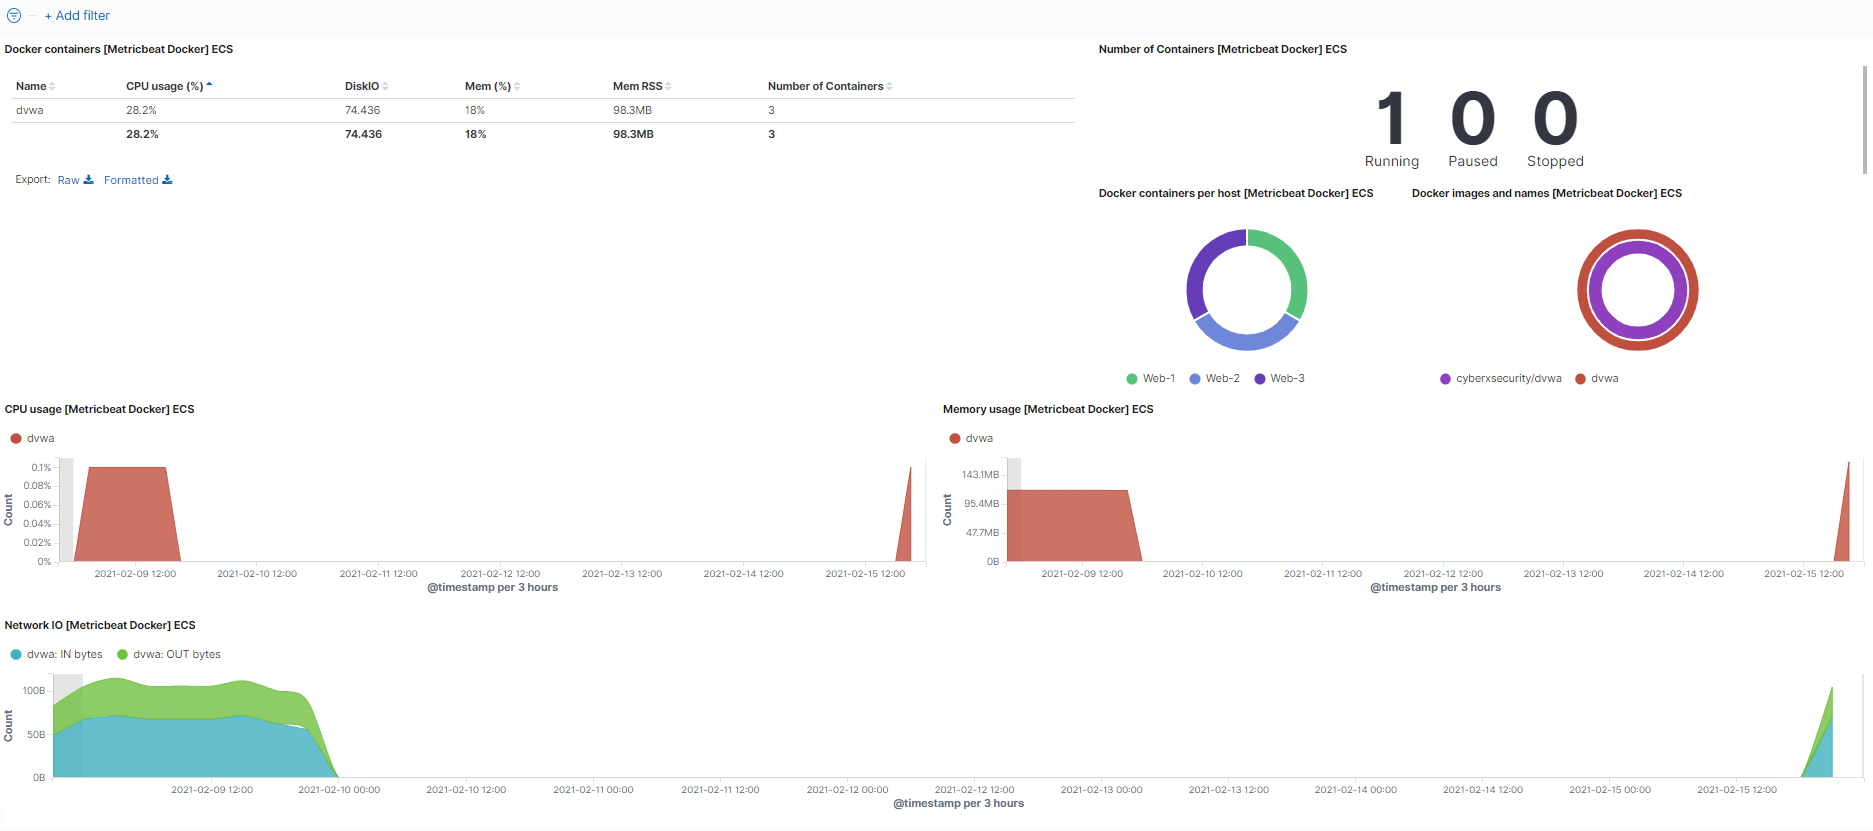 + Add filter
Docker containers [Metricbeat Docker] ECS
Name CPU usage (%) DiskIO Mem (%) Mem RSS Number of Containers
dvwa 28.2% 74.436 18% 98.3MB 3
28.2% 74.436 18% 98.3MB 3
Export: Raw Formatted
Number of Containers [Metricbeat Docker] ECS
1 0 0
Running Paused Stopped
Docker containers per host [Metricbeat Docker] ECS
Web-1 Web-2 Web-3
Docker images and names [Metricbeat Docker] ECS
cyberxsecurity/dvwa dvwa
CPU usage [Metricbeat Docker] ECS
dvwa
0.1%
0.08%
0.06%
0.04%
0.02%
0%
Count
2021-02-09 12:00 2021-02-10 12:00 2021-02-11 12:00 2021-02-12 12:00 2021-02-13 12:00 2021-02-14 12:00 2021-02-15 12:00
@timestamp per 3 hours
Memory usage [Metricbeat Docker] ECS
dvwa
143.1MB
95.4MB
47.7MB
0B
Count
2021-02-09 12:00 2021-02-10 12:00 2021-02-11 12:00 2021-02-12 12:00 2021-02-13 12:00 2021-02-14 12:00 2021-02-15 12:00
@timestamp per 3 hours
Network IO [Metricbeat Docker] ECS
dvwa: IN bytes dvwa: OUT bytes
100B
50B
0B
Count
2021-02-09 12:00 2021-02-10 00:00 2021-02-10 12:00 2021-02-11 00:00 2021-02-11 12:00 2021-02-12 00:00 2021-02-12 12:00 2021-02-13 00:00 2021-02-13 12:00 2021-02-14 00:00 2021-02-14 12:00 2021-02-15 00:00 2021-02-15 12:00
@timestamp per 3 hours